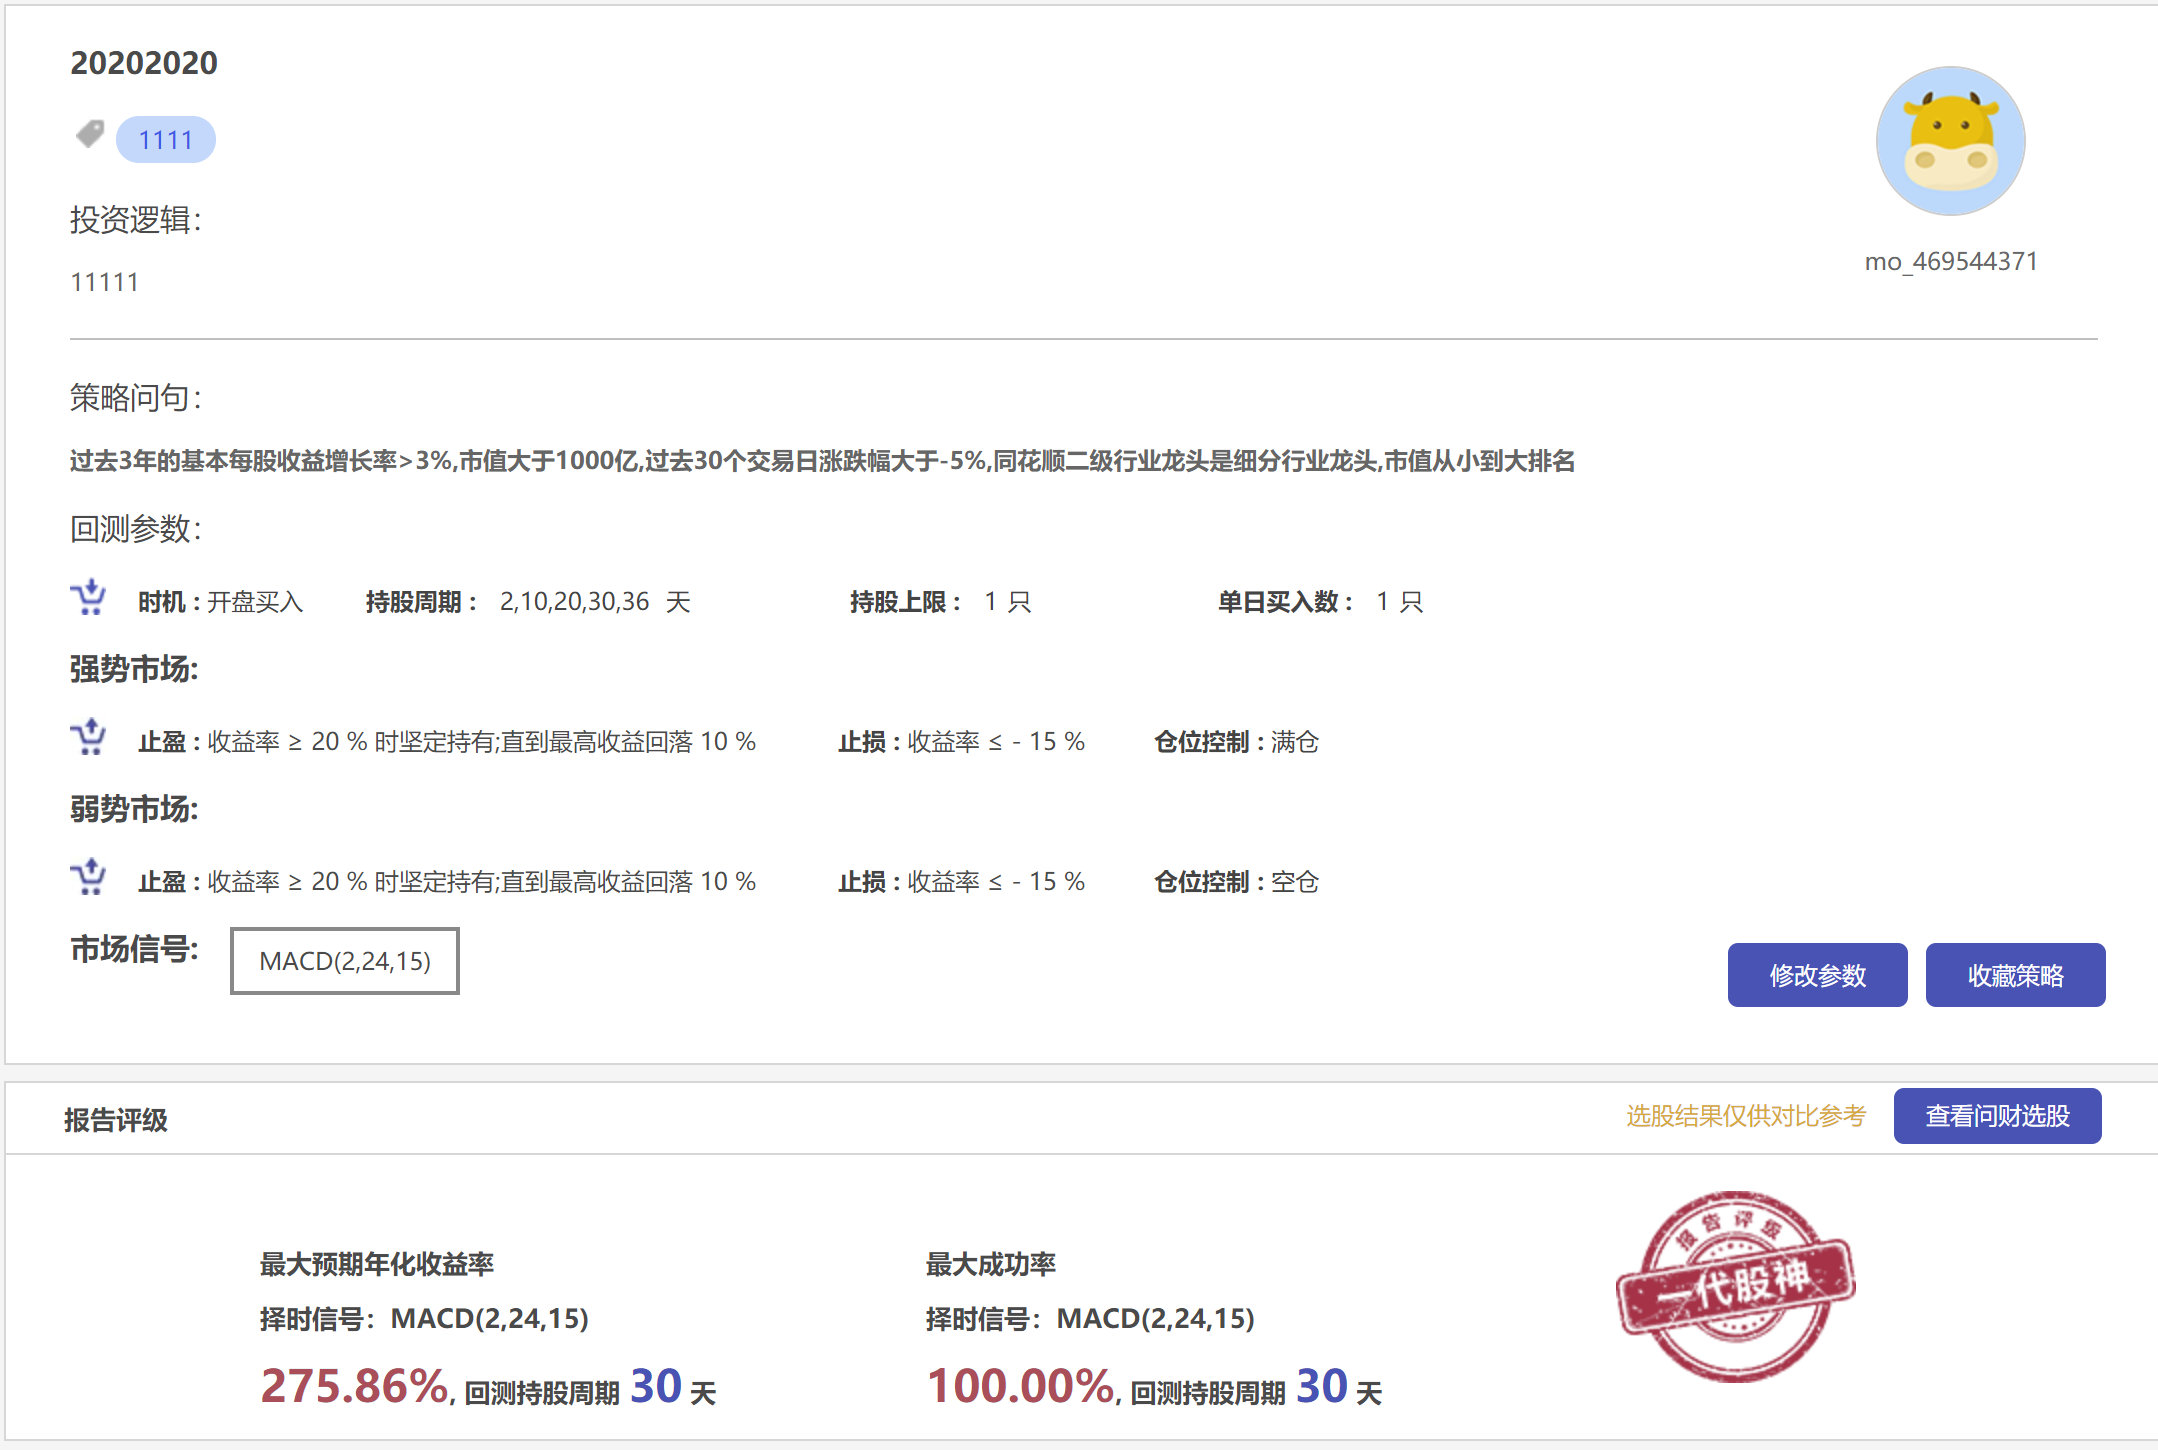 20202020
1111
投资逻辑：
11111
mo_469544371
策略问句：
过去3年的基本每股收益增长率>3%,市值大于1000亿,过去30个交易日涨跌幅大于-5%,同花顺二级行业龙头是细分行业龙头,市值从小到大排名
回测参数：
时机：开盘买入 持股周期： 2,10,20,30,36 天 持股上限： 1 只 单日买入数： 1 只
强势市场:
止盈：收益率 ≥ 20 % 时坚定持有;直到最高收益回落 10 % 止损：收益率 ≤ - 15 % 仓位控制：满仓
弱势市场:
止盈：收益率 ≥ 20 % 时坚定持有;直到最高收益回落 10 % 止损：收益率 ≤ - 15 % 仓位控制：空仓
市场信号: MACD(2,24,15)
修改参数 收藏策略
报告评级 选股结果仅供对比参考 查看问财选股
最大预期年化收益率 最大成功率
择时信号：MACD(2,24,15) 择时信号：MACD(2,24,15)
275.86%, 回测持股周期 30 天 100.00%, 回测持股周期 30 天
报告评级
一代股神